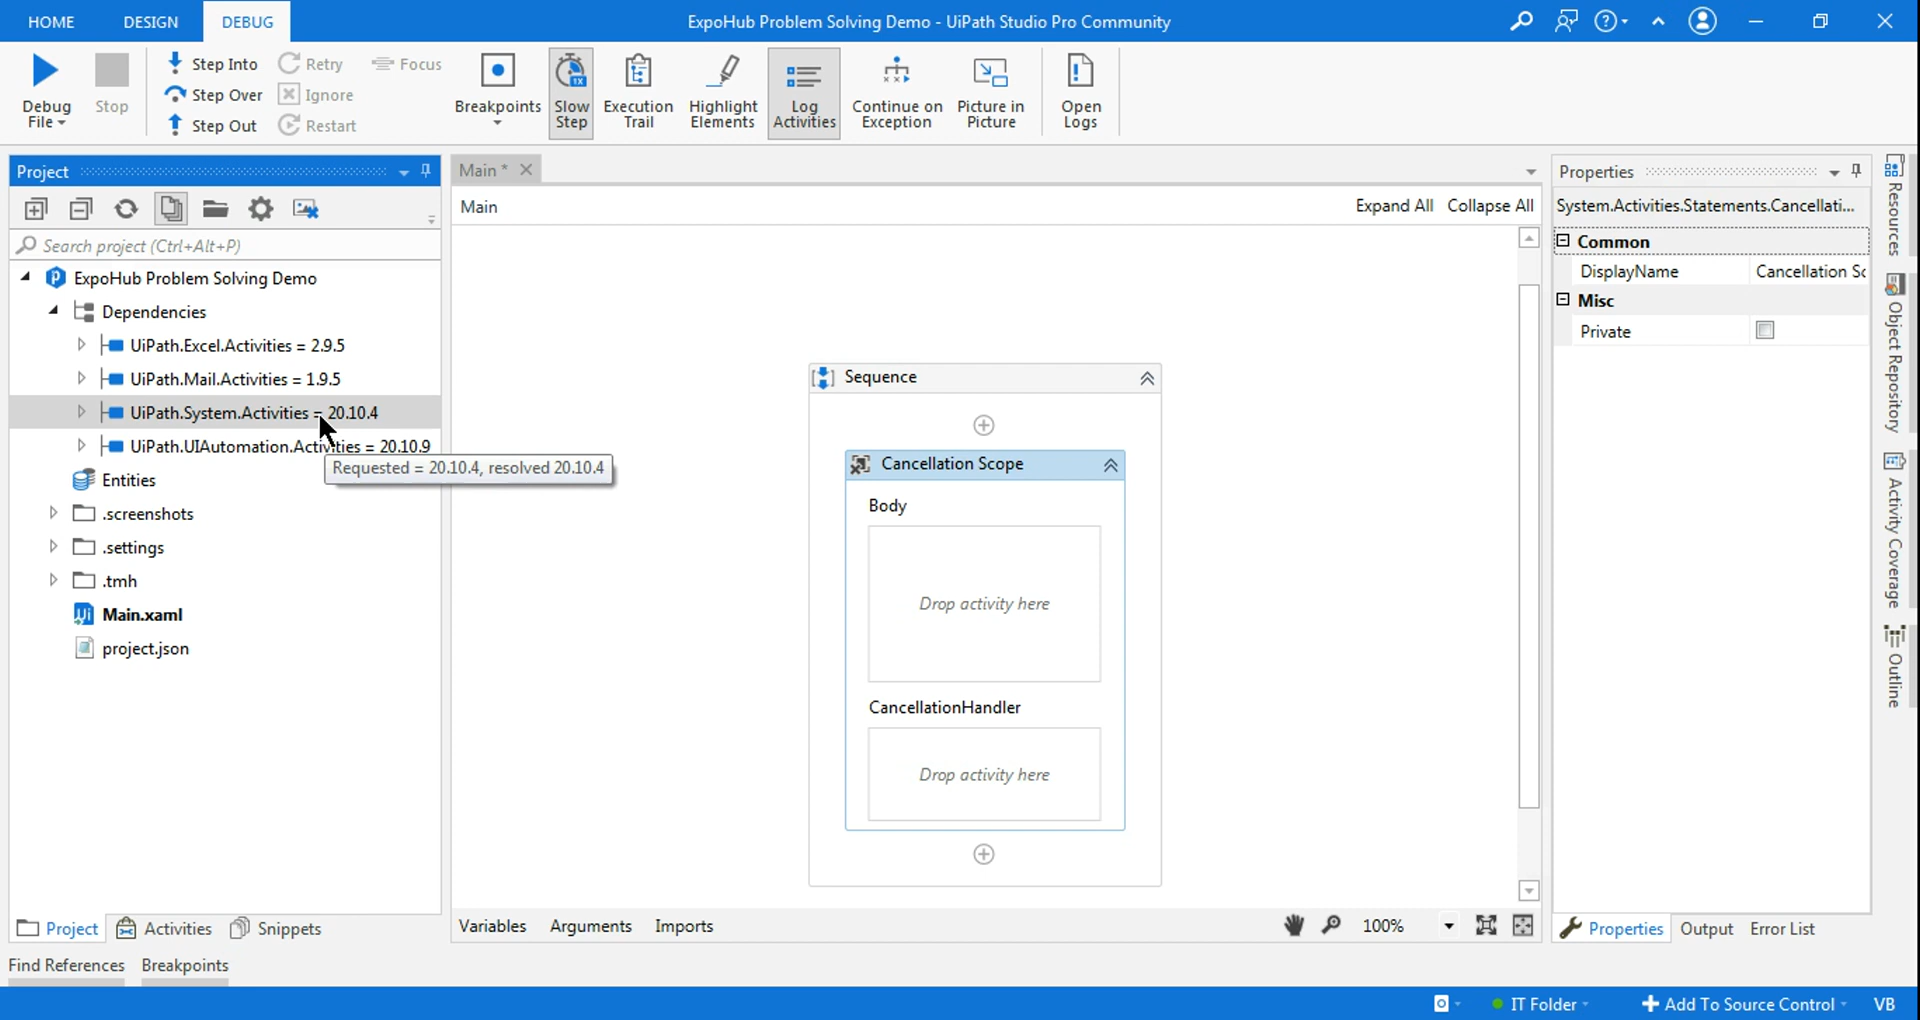 HOME DESIGN DEBUG ExpoHub Problem Solving Demo - UiPath Studio Pro Community
Debug File
Stop
Step Into
Step Over
Step Out
Retry
Ignore
Restart
Focus
Breakpoints
Slow Step
1X
Execution Trail
Highlight Elements
Log Activities
Continue on Exception
Picture in Picture
Open Logs
Project
Search project (Ctrl+Alt+P)
ExpoHub Problem Solving Demo
Dependencies
UiPath.Excel.Activities = 2.9.5
UiPath.Mail.Activities = 1.9.5
UiPath.System.Activities = 20.10.4
UiPath.UIAutomation.Activities = 20.10.9
Requested = 20.10.4, resolved 20.10.4
Entities
.screenshots
.settings
.tmh
Main.xaml
project.json
Project Activities Snippets
Main *
Main
Expand All Collapse All
Sequence
Cancellation Scope
Body
Drop activity here
CancellationHandler
Drop activity here
Variables Arguments Imports
100%
Properties
System.Activities.Statements.Cancellati...
Common
DisplayName Cancellation Sc
Misc
Private
Properties Output Error List
Resources
Object Repository
Activity Coverage
Outline
Find References Breakpoints
IT Folder Add To Source Control VB